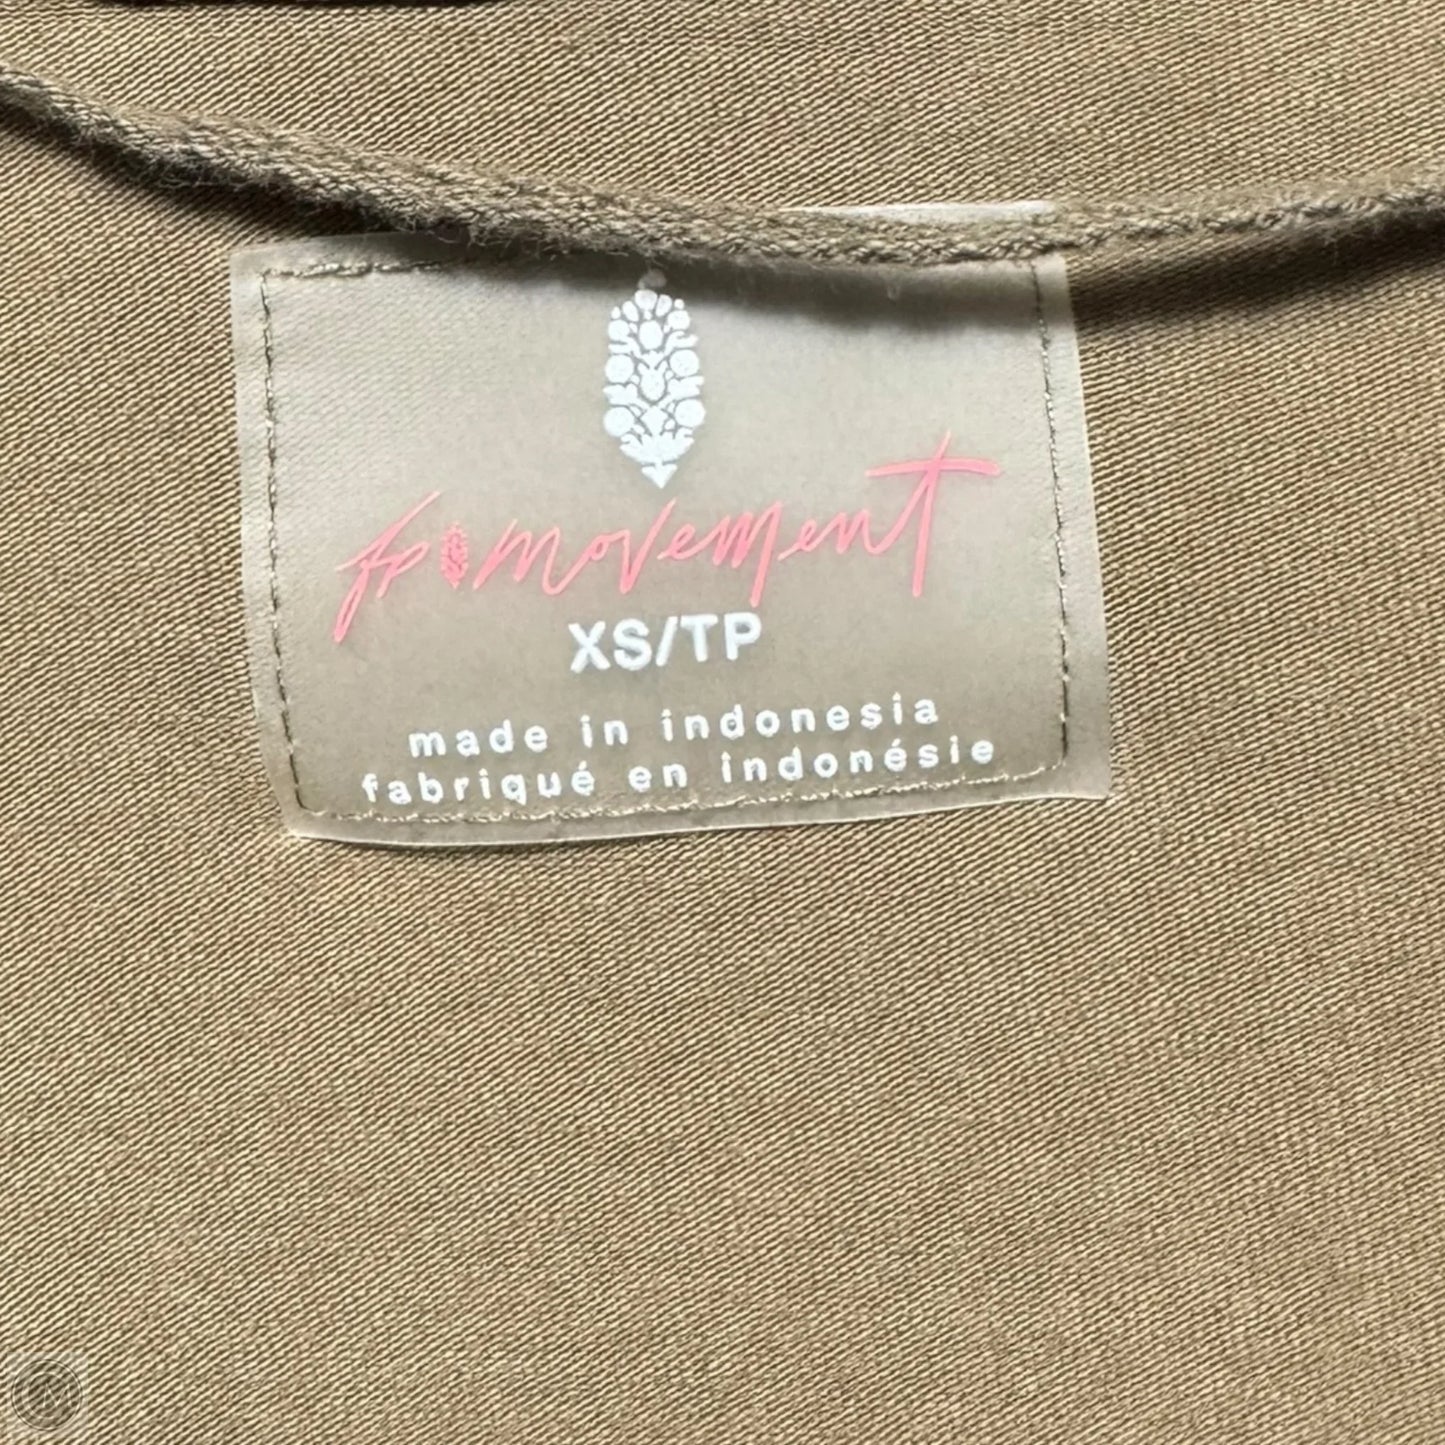 fp movement
XS/TP
made in indonesia
fabriqué en indonésie